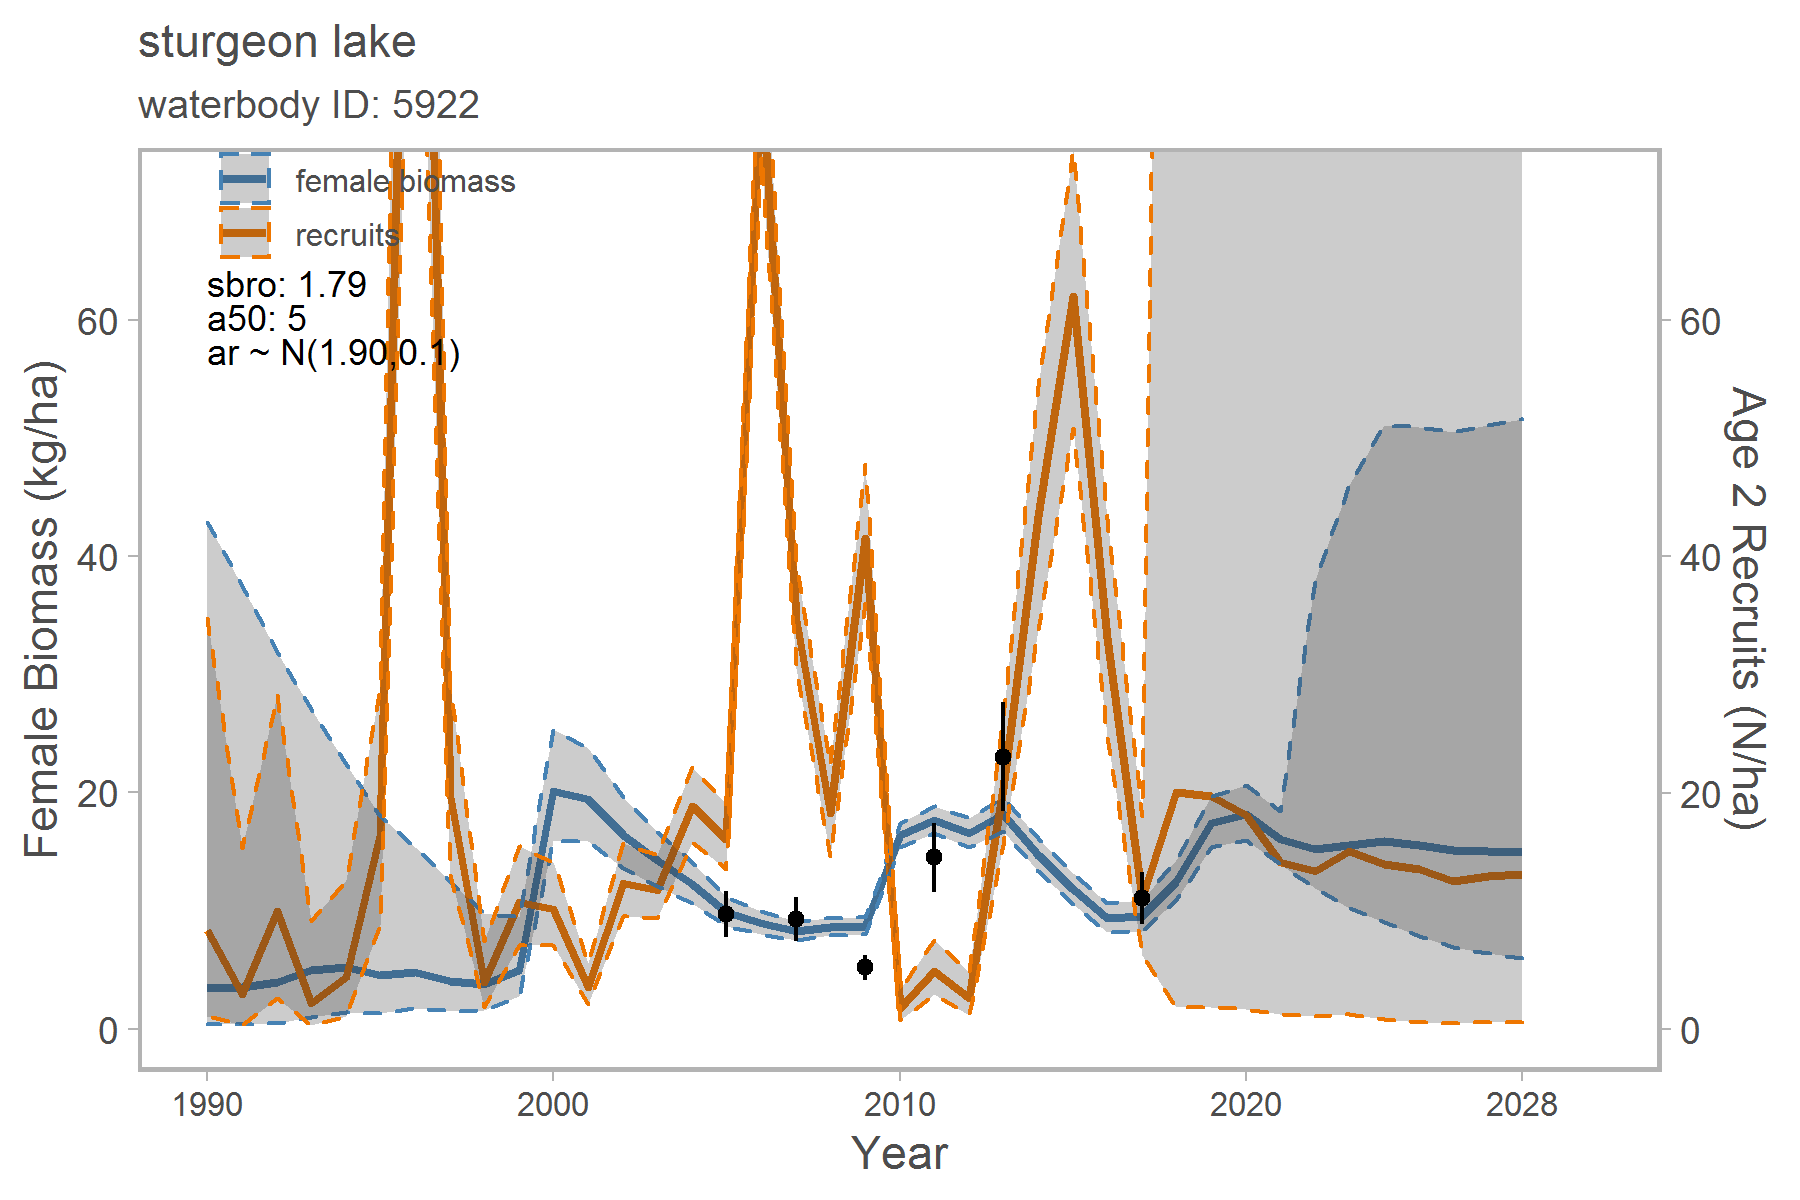 sturgeon lake
waterbody ID: 5922
female biomass
recruits
sbro: 1.79
a50: 5
ar ~ N(1.90,0.1)
Female Biomass (kg/ha)
60
40
20
0
60
40
20
0
Age 2 Recruits (N/ha)
1990 2000 2010 2020 2028
Year